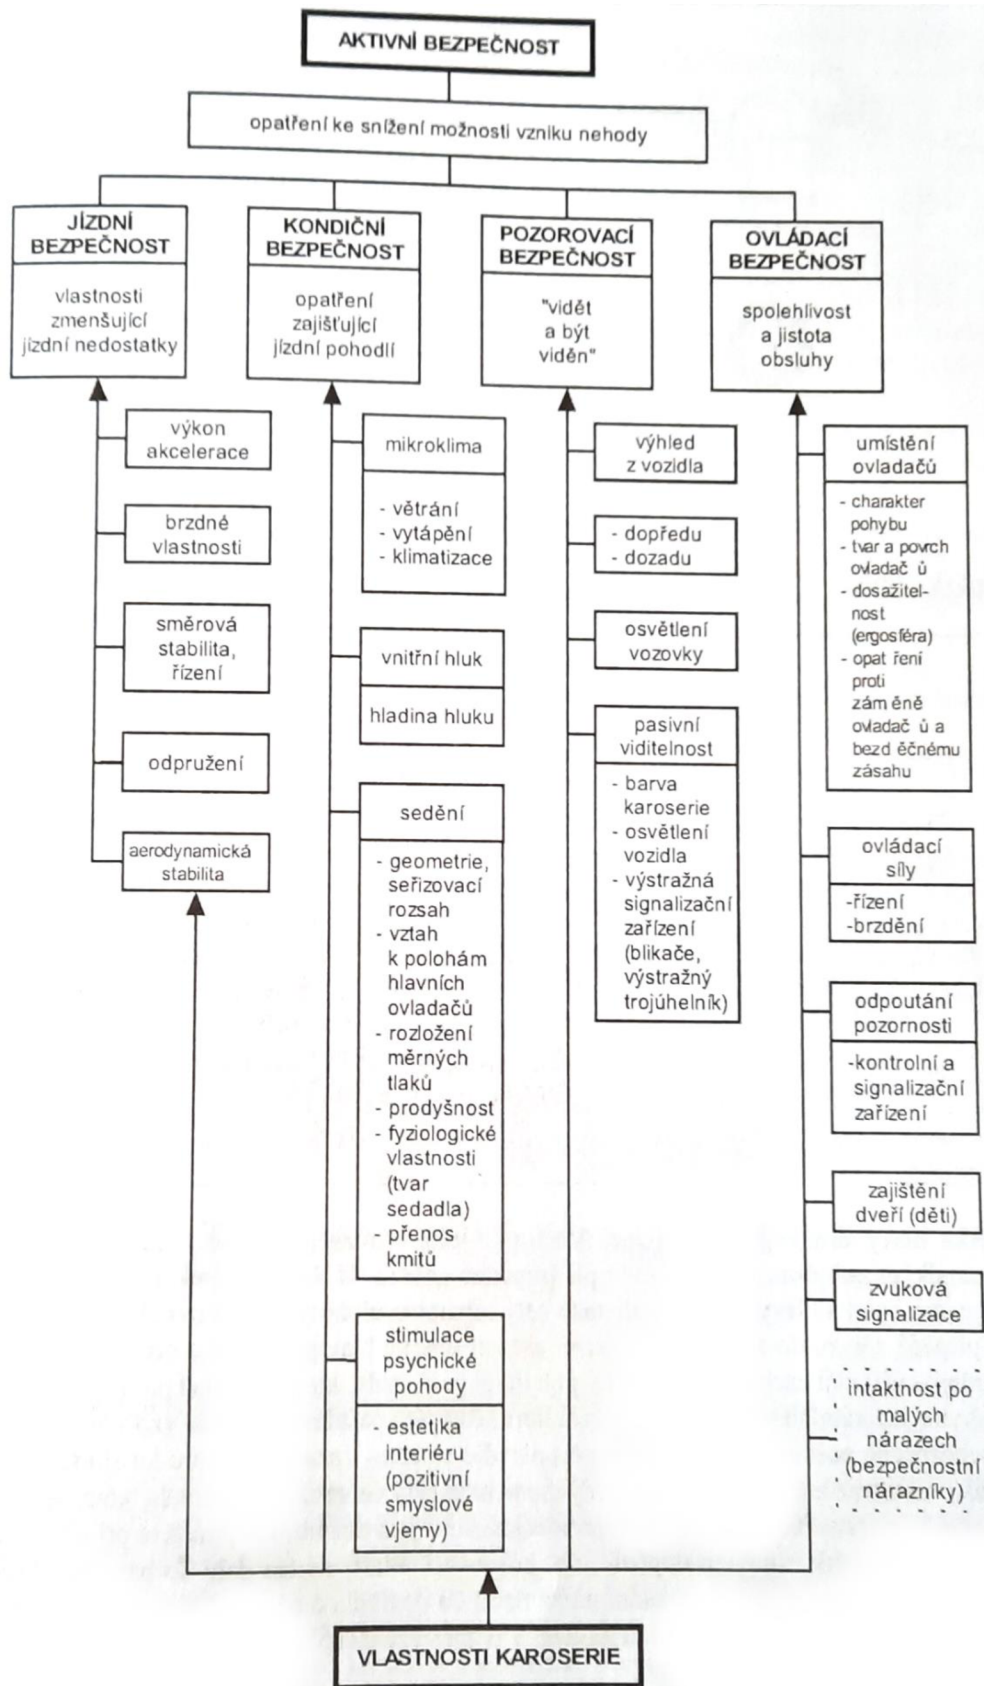 AKTIVNÍ BEZPEČNOST
opatření ke snížení možnosti vzniku nehody
JÍZDNÍ
BEZPEČNOST
vlastnosti
zmenšující
jízdní nedostatky
výkon
akcelerace
brzdné
vlastnosti
směrová
stabilita,
řízení
odpružení
aerodynamická
stabilita
KONDIČNÍ
BEZPEČNOST
opatření
zajišťující
jízdní pohodlí
mikroklima
- větrání
- vytápění
- klimatizace
vnitřní hluk
hladina hluku
sedění
- geometrie,
seřizovací
rozsah
- vztah
k polohám
hlavních
ovladačů
- rozložení
měrných
tlaků
- prodyšnost
- fyziologické
vlastnosti
(tvar
sedadla)
- přenos
kmitů
stimulace
psychické
pohody
- estetika
interiéru
(pozitivní
smyslové
vjemy)
POZOROVACÍ
BEZPEČNOST
"vidět
a být
viděn"
výhled
z vozidla
- dopředu
- dozadu
osvětlení
vozovky
pasivní
viditelnost
- barva
karoserie
- osvětlení
vozidla
- výstražná
signalizační
zařízení
(blikače,
výstražný
trojúhelník)
OVLÁDACÍ
BEZPEČNOST
spolehlivost
a jistota
obsluhy
umístění
ovladačů
- charakter
pohybu
- tvar a povrch
ovladač ů
- dosažitel-
nost
(ergosféra)
- opat ření
proti
zám ěně
ovladač ů a
bezd ěčnému
zásahu
ovládací
síly
-řízení
-brzdění
odpoutání
pozornosti
-kontrolní a
signalizační
zařízení
zajištění
dveří (děti)
zvuková
signalizace
intaktnost po
malých
nárazech
(bezpečnostní
nárazníky)
VLASTNOSTI KAROSERIE